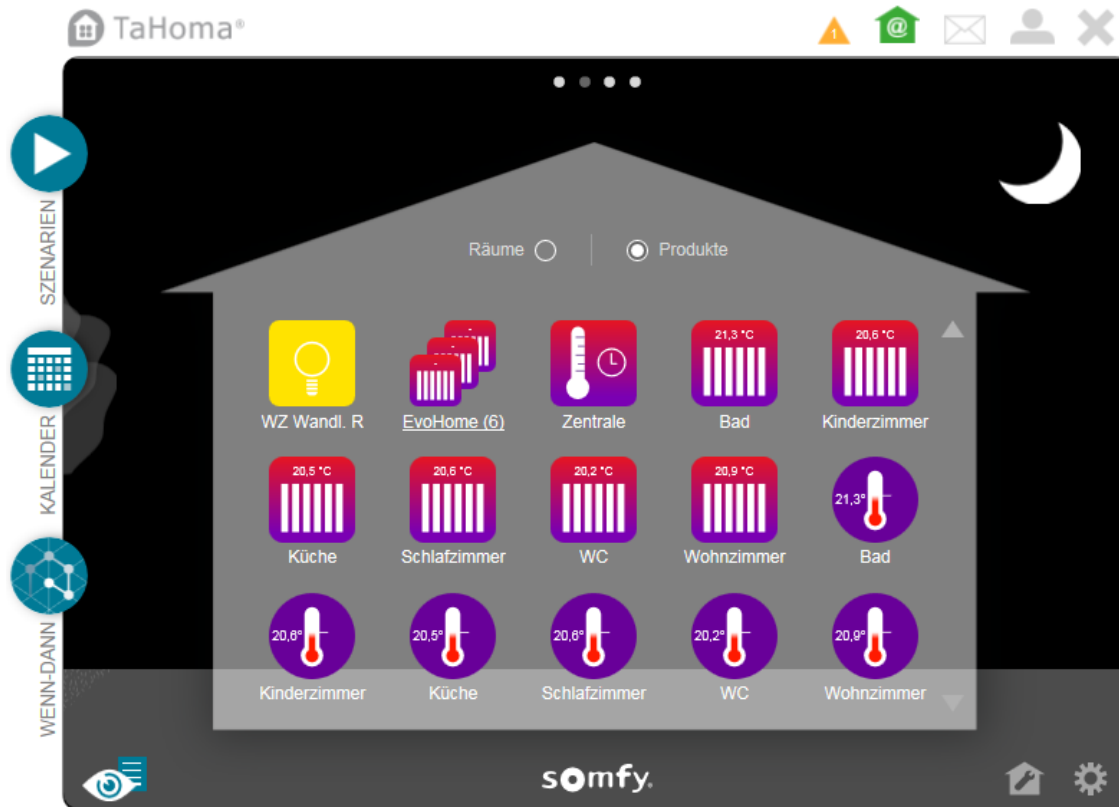 TaHoma®
1
@
SZENARIEN
KALENDER
WENN-DANN
Räume
Produkte
WZ Wandl. R
EvoHome (6)
Zentrale
21,3 °C
Bad
20,6 °C
Kinderzimmer
20,5 °C
Küche
20,6 °C
Schlafzimmer
20,2 °C
WC
20,9 °C
Wohnzimmer
21,3°
Bad
20,6°
Kinderzimmer
20,5°
Küche
20,6°
Schlafzimmer
20,2°
WC
20,9°
Wohnzimmer
somfy.